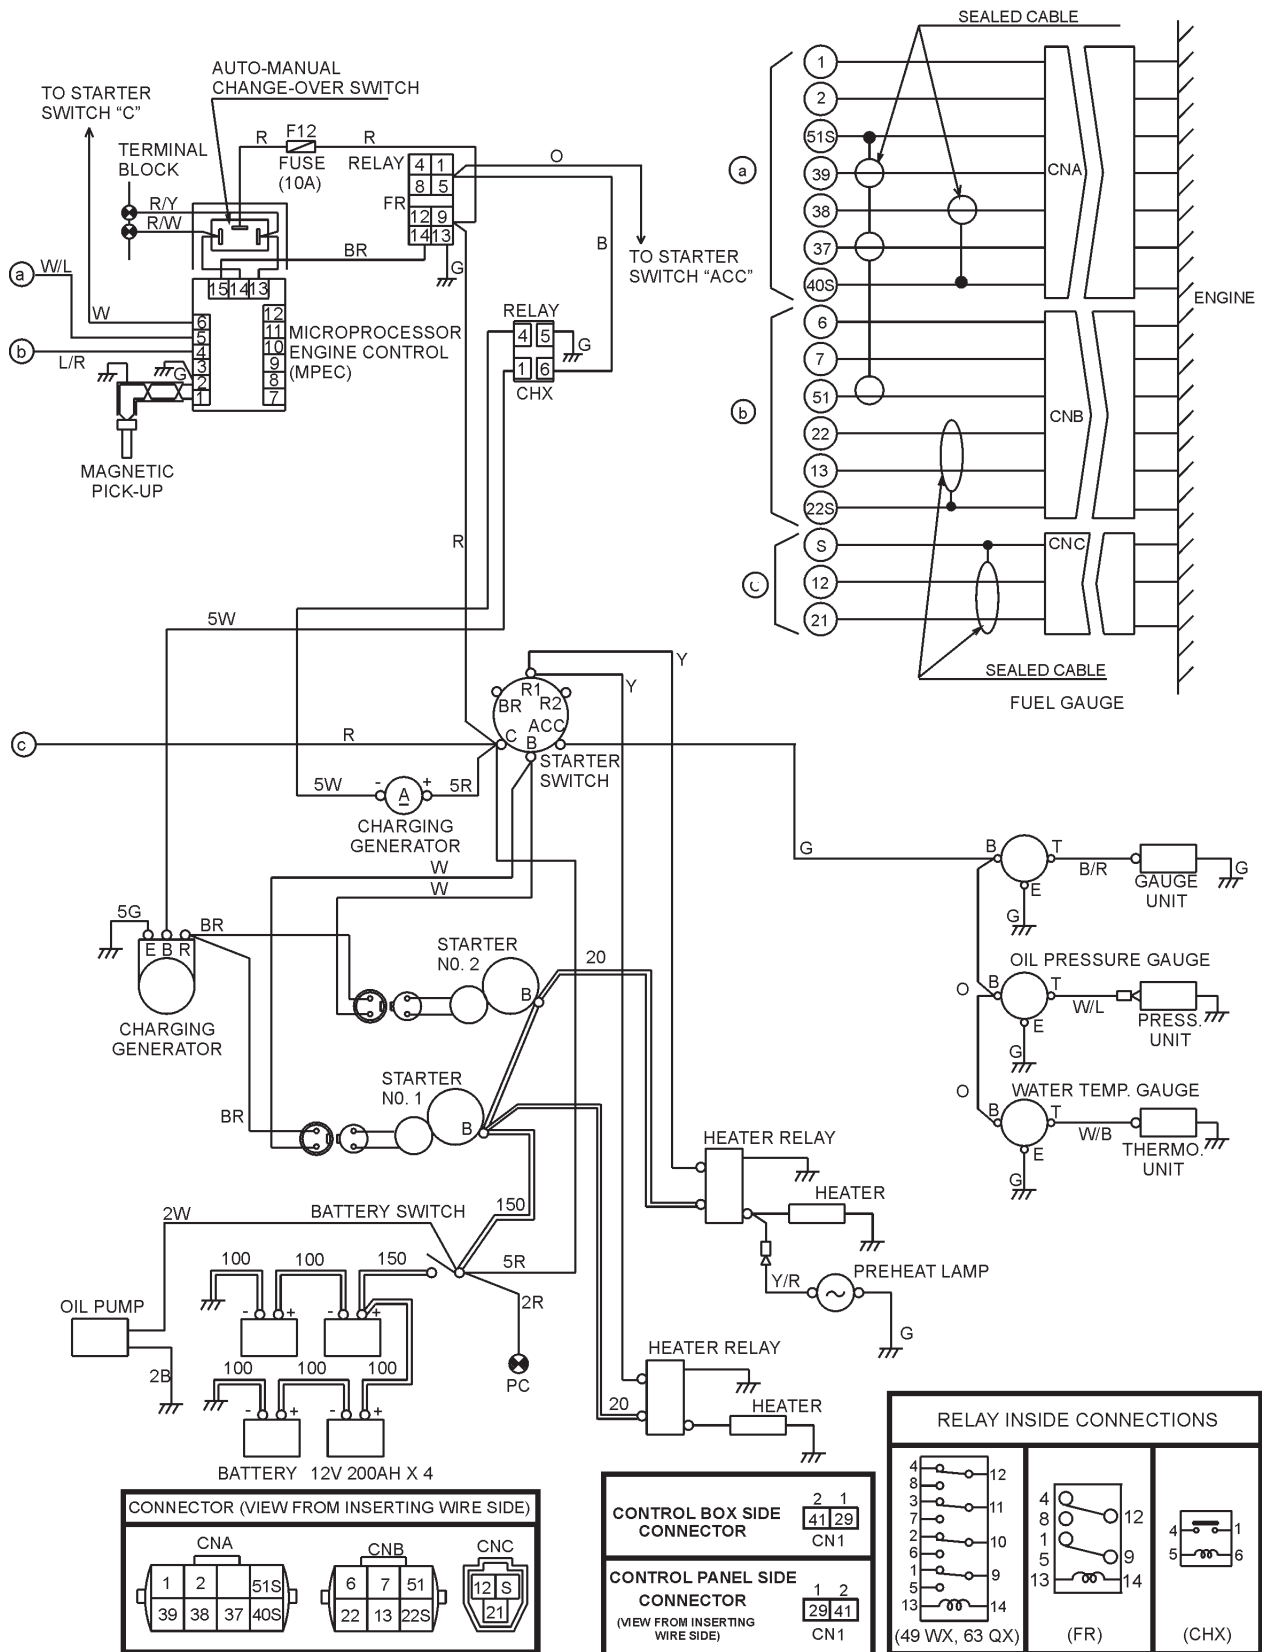 SEALED CABLE
AUTO-MANUAL
CHANGE-OVER SWITCH
TO STARTER
SWITCH “C”
TERMINAL
BLOCK
R/Y
R/W
R
F12
R
FUSE
(10A)
RELAY
4 1
8 5
FR
12 9
14 13
O
B
BR
G
TO STARTER
SWITCH “ACC”
a
W/L
W
b
L/R
G
15 14 13
6
5
4
3
2
1
12
11
10
9
8
7
MICROPROCESSOR
ENGINE CONTROL
(MPEC)
MAGNETIC
PICK-UP
RELAY
4 5
1 6
G
CHX
a
1
2
51S
39
38
37
40S
CNA
ENGINE
b
6
7
51
22
13
22S
CNB
C
S
12
21
CNC
SEALED CABLE
FUEL GAUGE
R
5W
Y
Y
R1
BR
R2
ACC
C
B
STARTER
SWITCH
c
R
5W
-
A
+
5R
CHARGING
GENERATOR
W
W
G
B
T
E
B/R
GAUGE
UNIT
G
G
5G
BR
E B R
CHARGING
GENERATOR
STARTER
N0. 2
B
20
OIL PRESSURE GAUGE
O
B
T
E
W/L
PRESS.
UNIT
G
STARTER
N0. 1
B
BR
O
WATER TEMP. GAUGE
B
T
E
W/B
THERMO.
UNIT
G
HEATER RELAY
HEATER
150
2W
BATTERY SWITCH
100
100
150
5R
2R
Y/R
PREHEAT LAMP
G
OIL PUMP
- +
- +
2B
100
100
100
- +
- +
PC
HEATER RELAY
20
HEATER
BATTERY 12V 200AH X 4
CONNECTOR (VIEW FROM INSERTING WIRE SIDE)
CNA
1 2 51S
39 38 37 40S
CNB
6 7 51
22 13 22S
CNC
12 S
21
CONTROL BOX SIDE
CONNECTOR
2 1
41 29
CN1
CONTROL PANEL SIDE
CONNECTOR
(VIEW FROM INSERTING
WIRE SIDE)
1 2
29 41
CN1
RELAY INSIDE CONNECTIONS
4
8
12
3
7
11
2
6
10
1
5
9
13
14
(49 WX, 63 QX)
4
8
12
1
5
9
13
14
(FR)
4
1
5
6
(CHX)